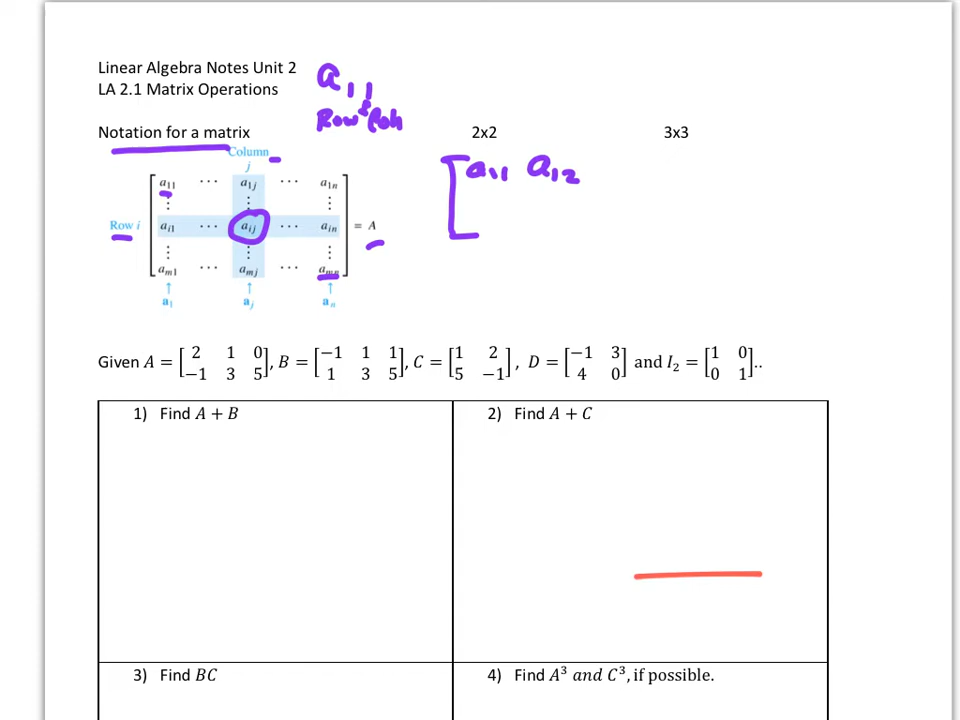 Linear Algebra Notes Unit 2
LA 2.1 Matrix Operations
a11
Row &
Notation for a matrix
2x2
3x3
Column
j
a11 ··· a1j ··· a1n
⋮ ⋮ ⋮
Row i ai1 ··· aij ··· ain = A
⋮ ⋮ ⋮
am1 ··· amj ··· amn
↑ ↑ ↑
a1 aj an
[a11 a12
Given A = [2 1 0; −1 3 5], B = [−1 1 1; 1 3 5], C = [1 2; 5 −1], D = [−1 3; 4 0] and I2 = [1 0; 0 1]..
1) Find A + B
2) Find A + C
3) Find BC
4) Find A³ and C³, if possible.